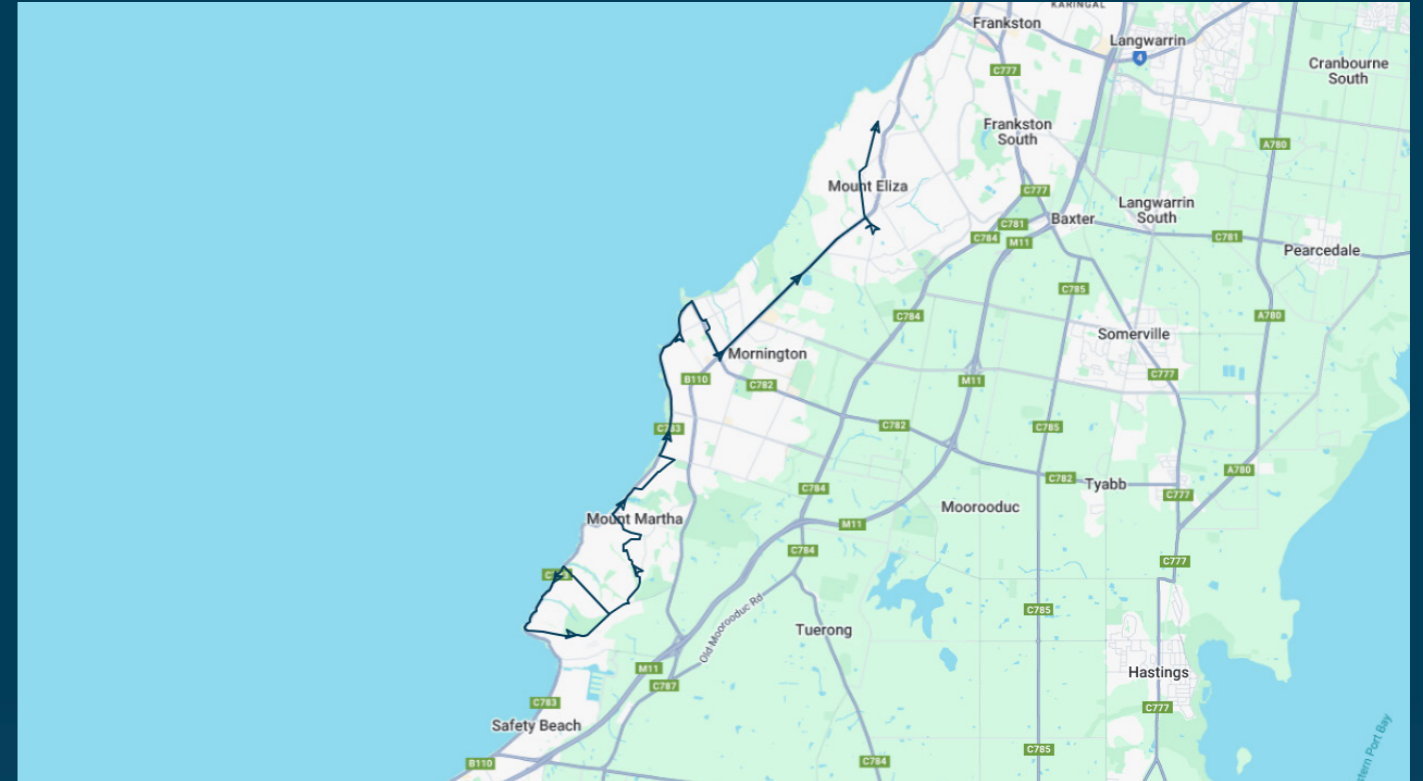 KARINGAL
Frankston
Langwarrin
4
Cranbourne
South
C777
Frankston
South
A780
Mount Eliza
C777
Langwarrin
South
Baxter
C781
C784
M11
C781
Pearcedale
C785
C784
A780
Somerville
Mornington
B110
C782
M11
C777
C783
C782
C785
A780
C782
Tyabb
C777
C784
Moorooduc
Mount Martha
M11
C784
C777
Old Moorooduc Rd
C785
Tuerong
M11
C787
Hastings
C783
C777
Safety Beach
C785
B110
C784